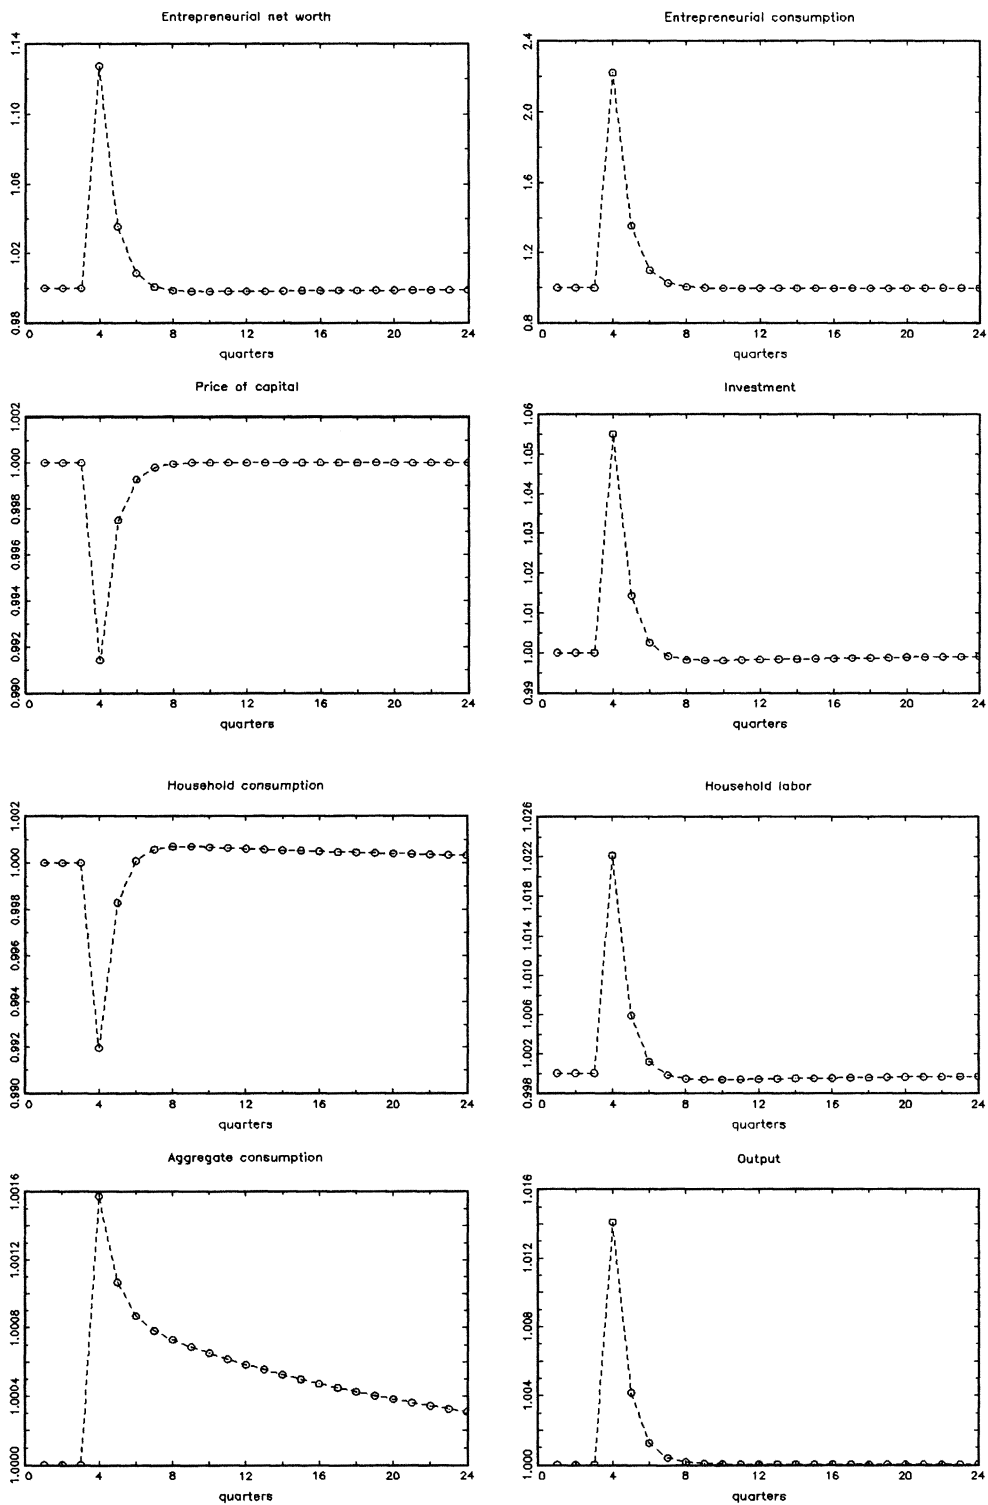 Entrepreneurial net worth
1.14
1.10
1.06
1.02
0.98
0 4 8 12 16 20 24
quarters
Entrepreneurial consumption
2.4
2.0
1.6
1.2
0.8
0 4 8 12 16 20 24
quarters
Price of capital
1.002
1.000
0.998
0.996
0.994
0.992
0.990
0 4 8 12 16 20 24
quarters
Investment
1.06
1.05
1.04
1.03
1.02
1.01
1.00
0.99
0 4 8 12 16 20 24
quarters
Household consumption
1.002
1.000
0.998
0.996
0.994
0.992
0.990
0 4 8 12 16 20 24
quarters
Household labor
1.026
1.022
1.018
1.014
1.010
1.006
1.002
0.998
0 4 8 12 16 20 24
quarters
Aggregate consumption
1.0016
1.0012
1.0008
1.0004
1.0000
0 4 8 12 16 20 24
quarters
Output
1.016
1.012
1.008
1.004
1.000
0 4 8 12 16 20 24
quarters